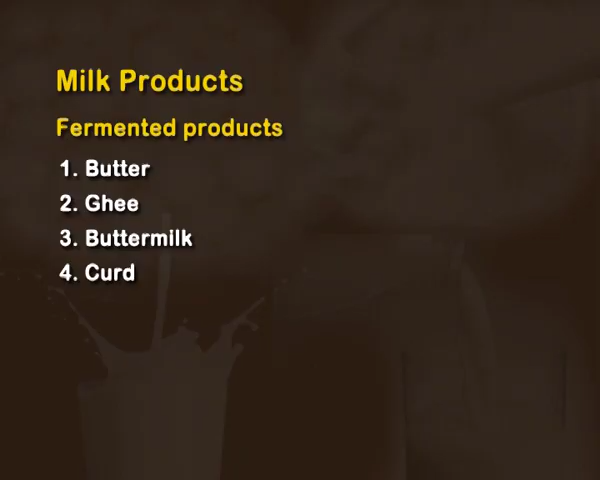 Milk Products
Fermented products
1. Butter
2. Ghee
3. Buttermilk
4. Curd